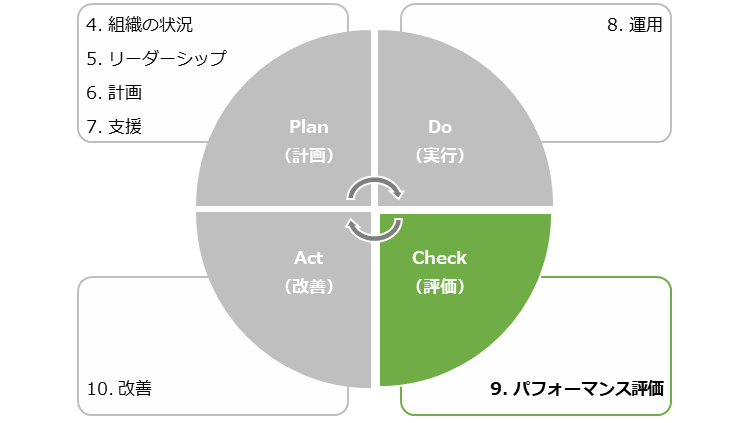 4. 組織の状況
5. リーダーシップ
6. 計画
7. 支援
8. 運用
Plan
（計画）
Do
（実行）
Act
（改善）
Check
（評価）
10. 改善
9. パフォーマンス評価